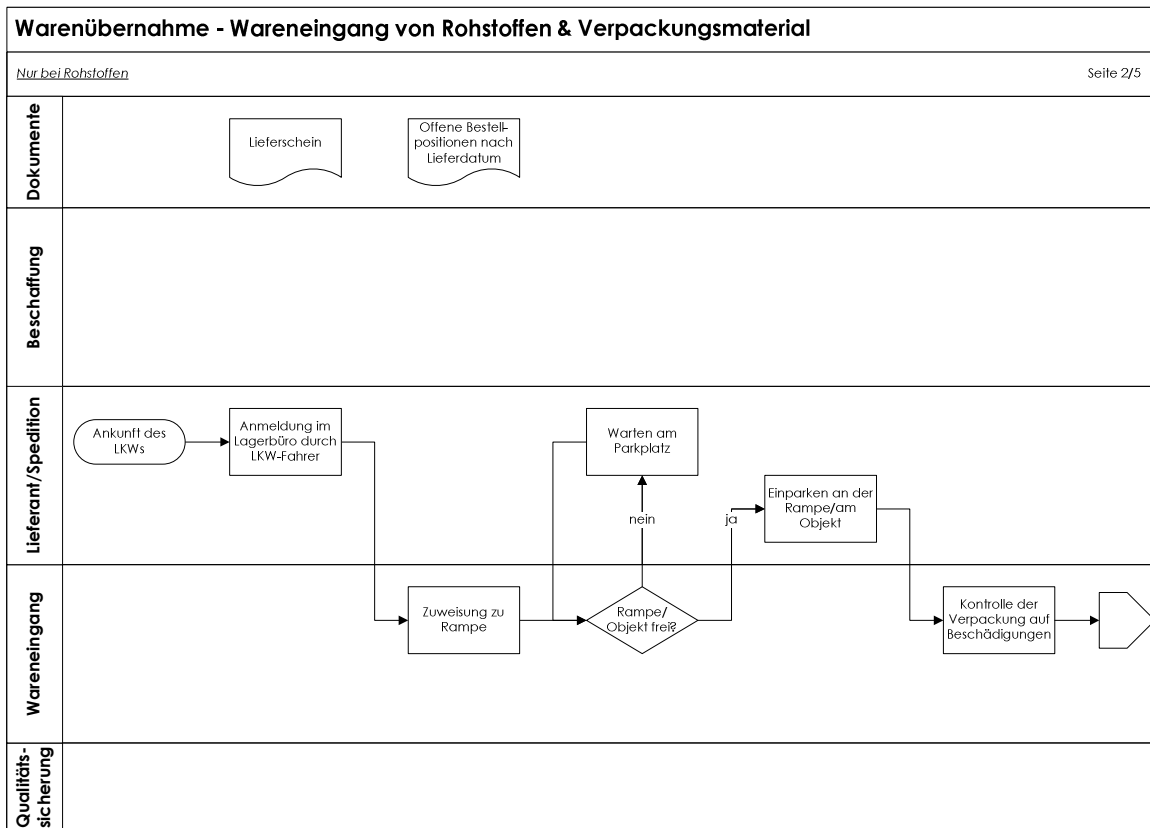 Warenübernahme - Wareneingang von Rohstoffen & Verpackungsmaterial
Nur bei Rohstoffen
Seite 2/5
Dokumente
Lieferschein
Offene Bestell-
positionen nach
Lieferdatum
Beschaffung
Lieferant/Spedition
Ankunft des
LKWs
Anmeldung im
Lagerbüro durch
LKW-Fahrer
Warten am
Parkplatz
nein
ja
Einparken an der
Rampe/am
Objekt
Wareneingang
Zuweisung zu
Rampe
Rampe/
Objekt frei?
Kontrolle der
Verpackung auf
Beschädigungen
Qualitäts-
sicherung